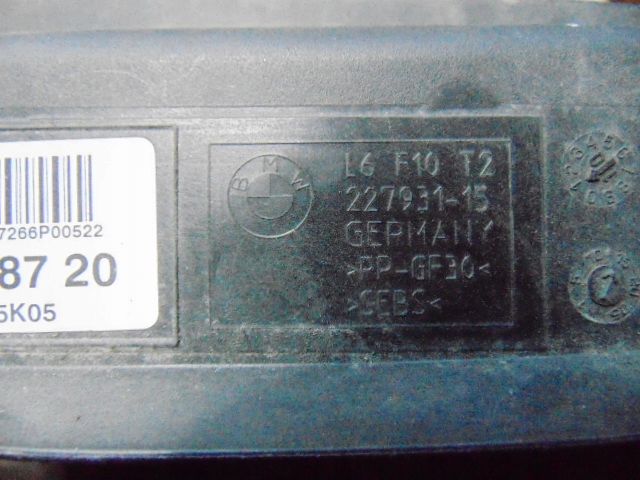 7266P00522
87 20
5K05
BMW
L6 F10 T2
227931-15
GERMANY
>PP-GF30<
>SEBS<